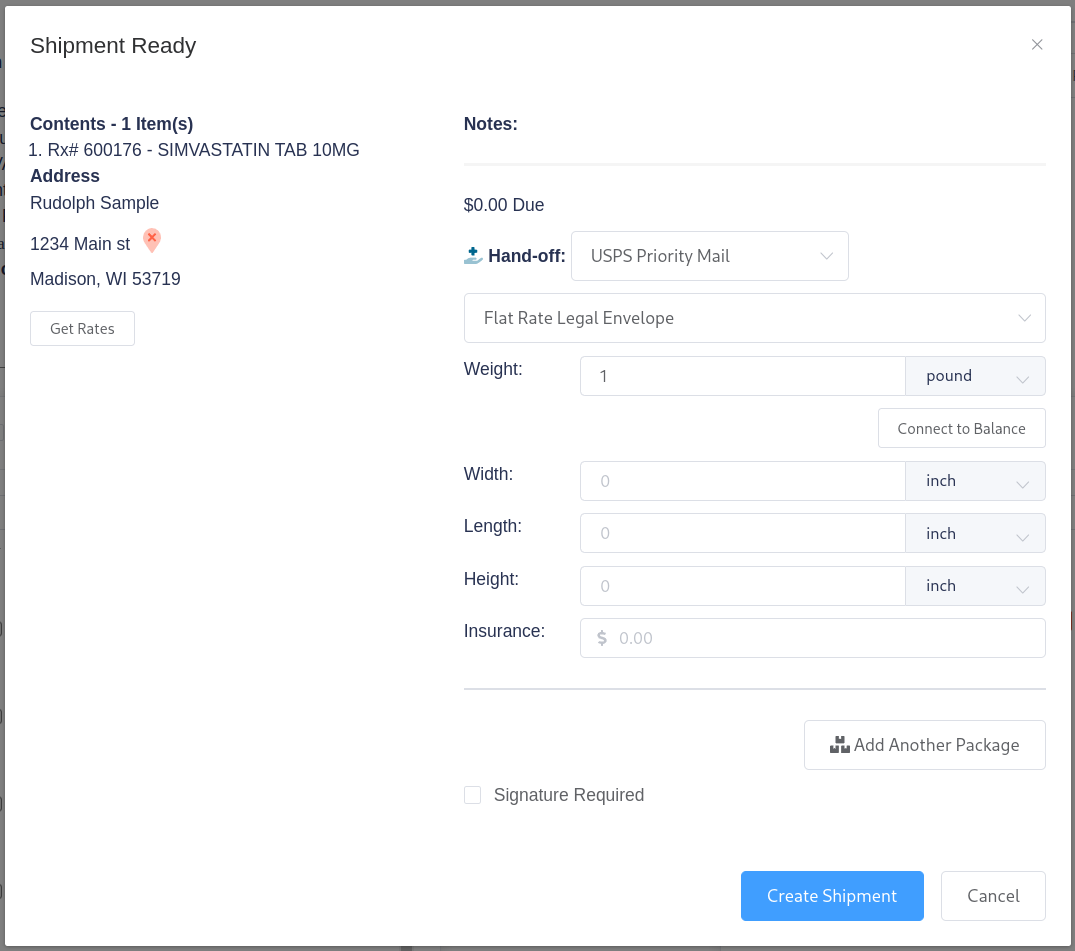 Shipment Ready
Contents - 1 Item(s)
1. Rx# 600176 - SIMVASTATIN TAB 10MG
Address
Rudolph Sample
1234 Main st
Madison, WI 53719
Get Rates
Notes:
$0.00 Due
Hand-off: USPS Priority Mail
Flat Rate Legal Envelope
Weight: 1 pound
Connect to Balance
Width: 0 inch
Length: 0 inch
Height: 0 inch
Insurance: $ 0.00
Add Another Package
Signature Required
Create Shipment Cancel